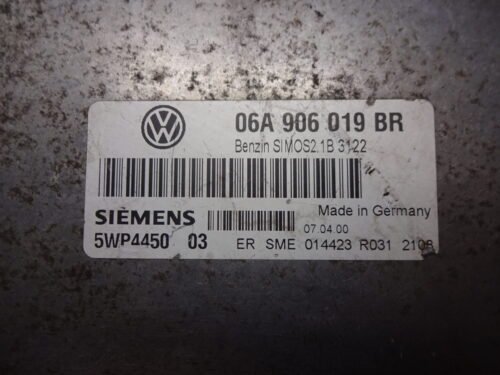 06A 906 019 BR
Benzin SIMOS2.1B 3122
SIEMENS
Made in Germany
07.04.00
5WP4450 03
ER SME 014423 R031 2108